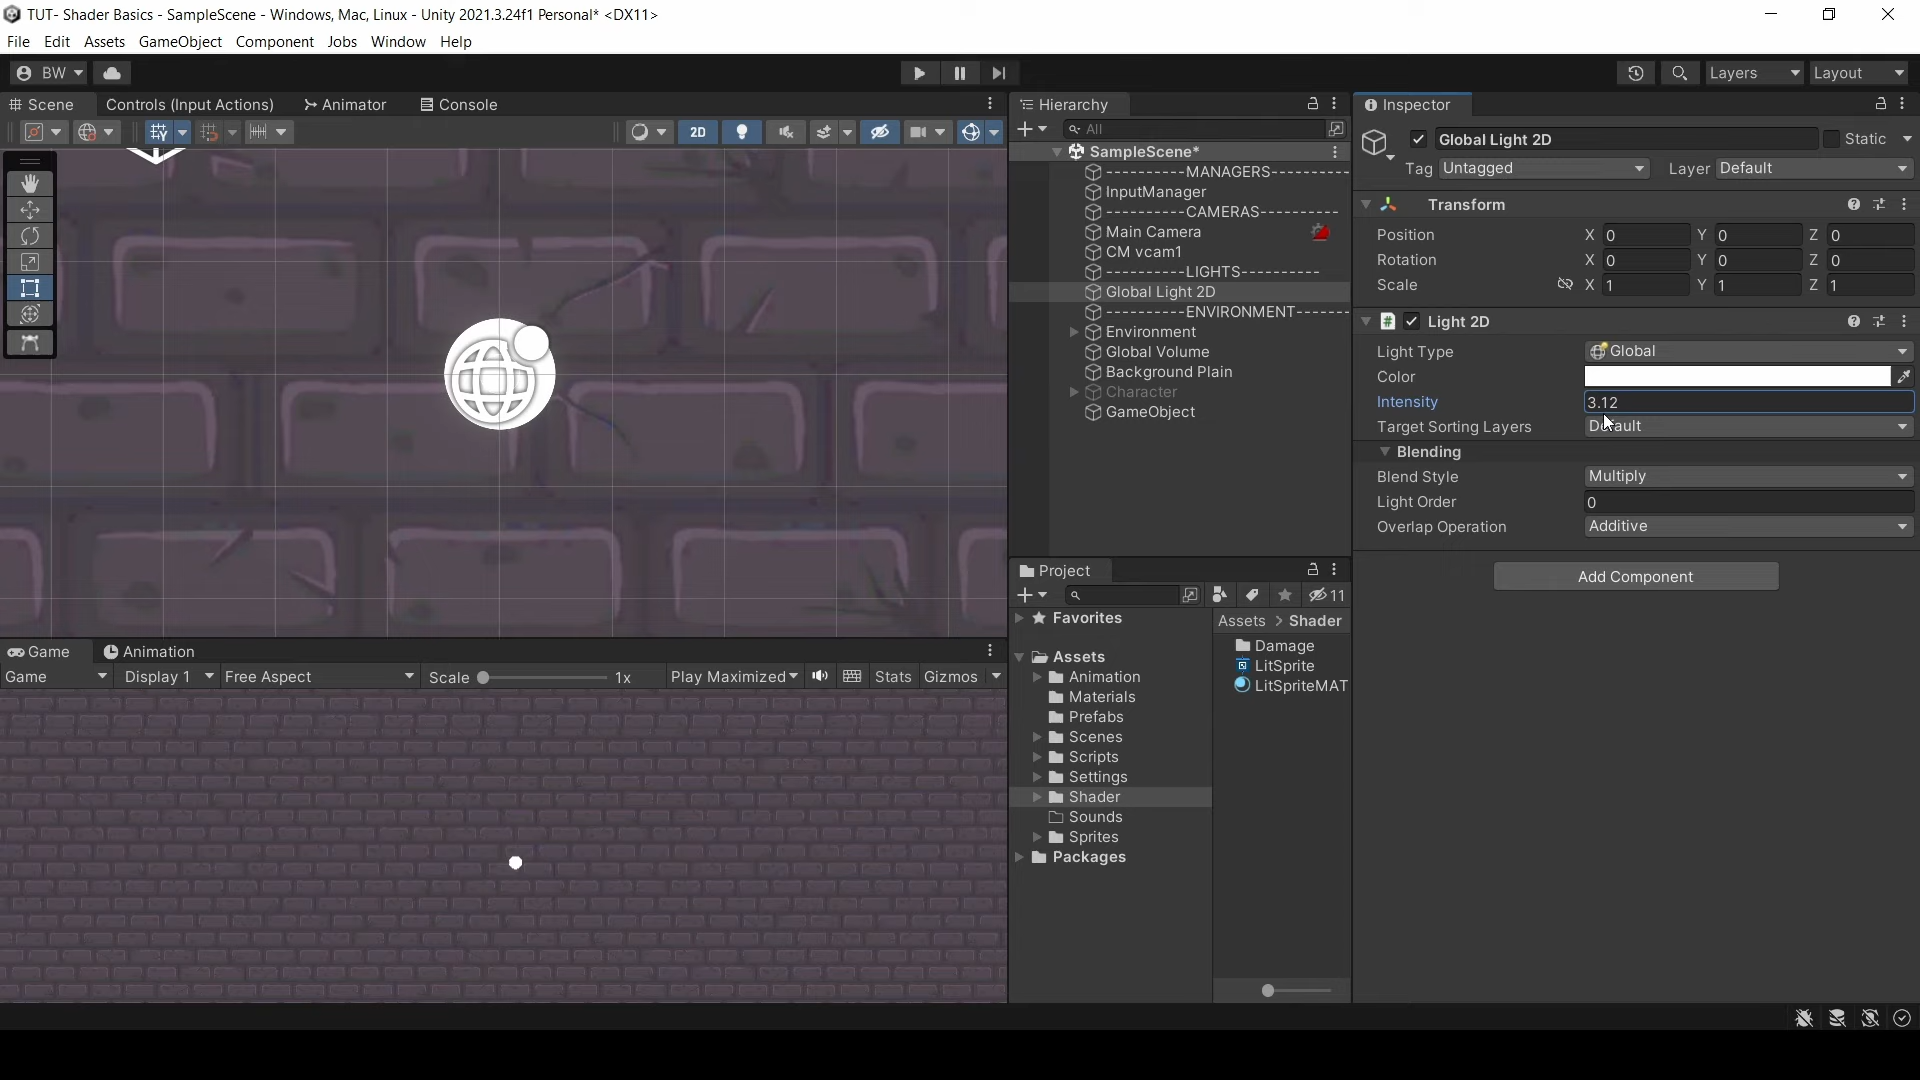 TUT- Shader Basics - SampleScene - Windows, Mac, Linux - Unity 2021.3.24f1 Personal* <DX11>
File Edit Assets GameObject Component Jobs Window Help
BW Layers Layout
Scene Controls (Input Actions) Animator Console
2D
Hierarchy
All
SampleScene*
----------MANAGERS----------
InputManager
----------CAMERAS----------
Main Camera
CM vcam1
----------LIGHTS----------
Global Light 2D
----------ENVIRONMENT-------
Environment
Global Volume
Background Plain
Character
GameObject
Inspector
Global Light 2D Static
Tag Untagged Layer Default
Transform
Position X 0 Y 0 Z 0
Rotation X 0 Y 0 Z 0
Scale X 1 Y 1 Z 1
Light 2D
Light Type Global
Color
Intensity 3.12
Target Sorting Layers Default
Blending
Blend Style Multiply
Light Order 0
Overlap Operation Additive
Add Component
Game Animation
Game Display 1 Free Aspect Scale 1x Play Maximized Stats Gizmos
Project
11
Favorites
Assets
Animation
Materials
Prefabs
Scenes
Scripts
Settings
Shader
Sounds
Sprites
Packages
Assets > Shader
Damage
LitSprite
LitSpriteMAT